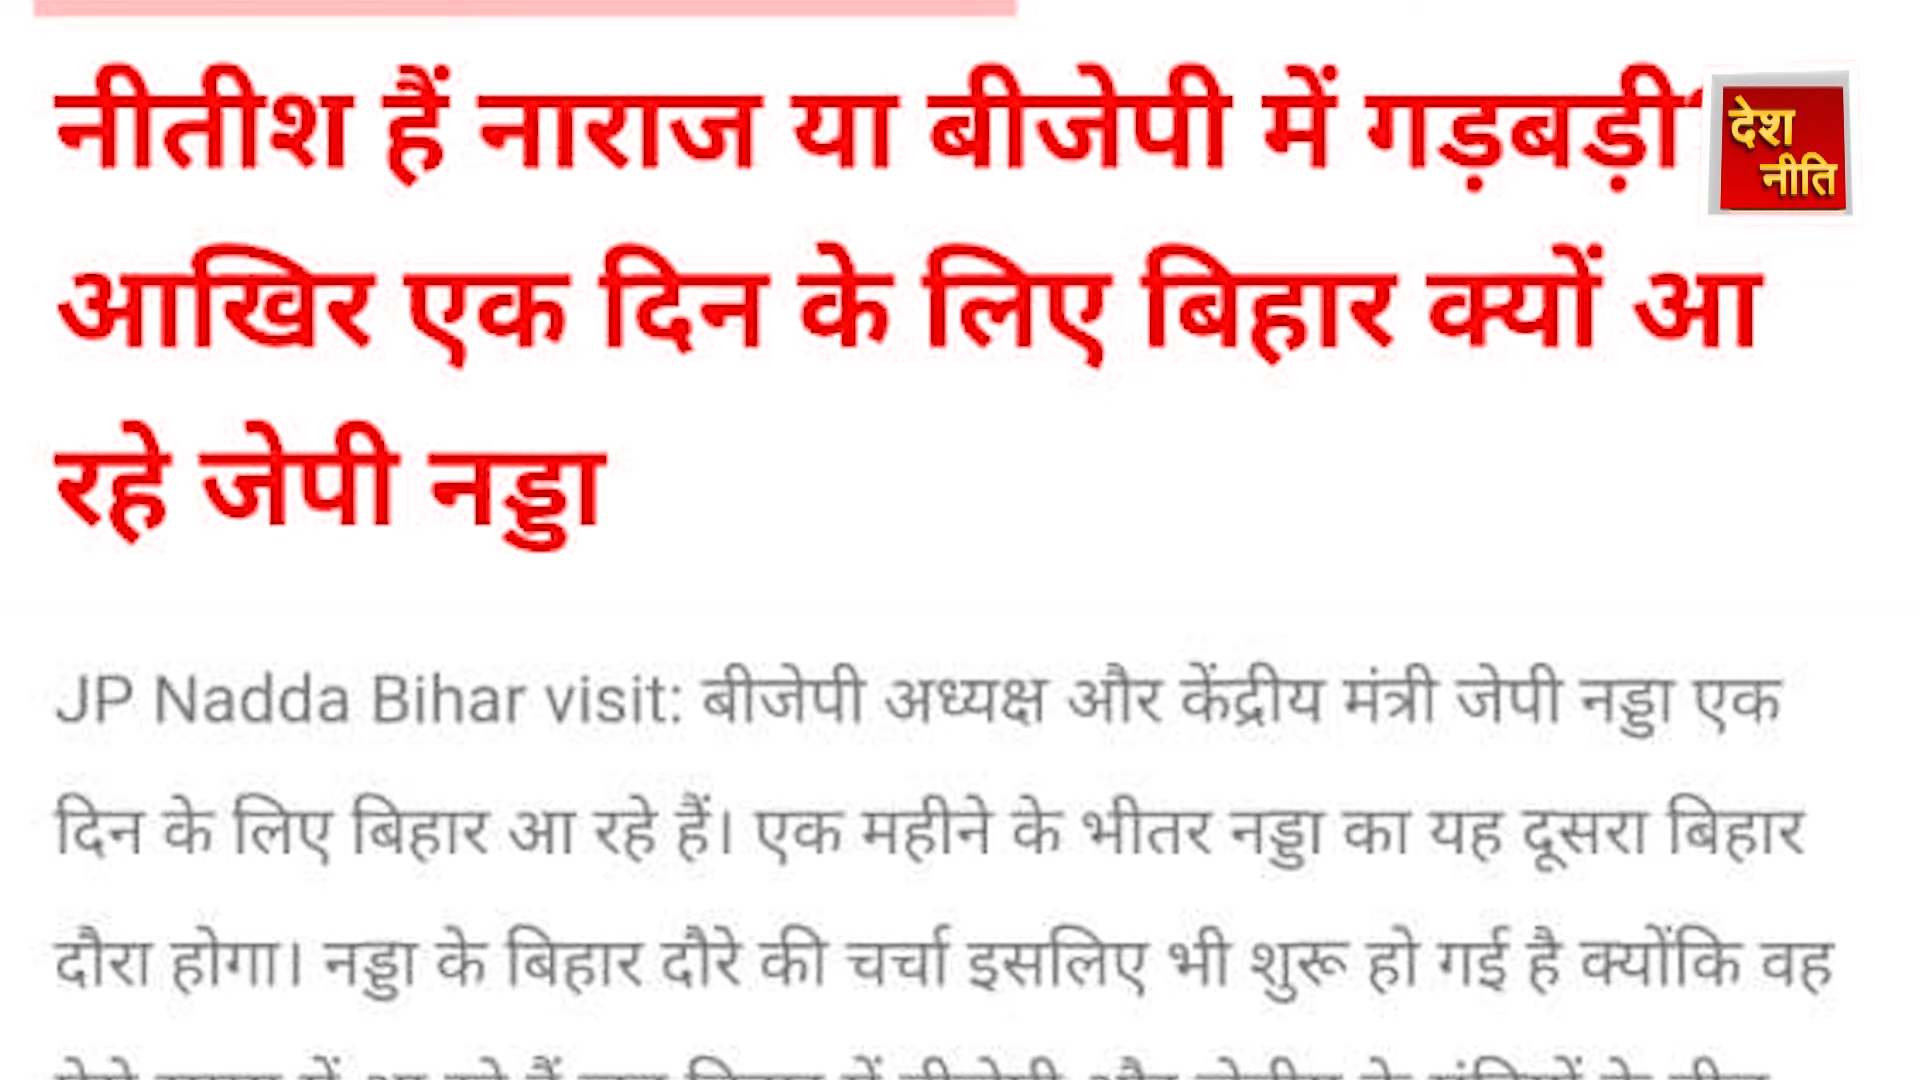 नीतीश हैं नाराज या बीजेपी में गड़बड़ी
देश
नीति
आखिर एक दिन के लिए बिहार क्यों आ
रहे जेपी नड्डा
JP Nadda Bihar visit: बीजेपी अध्यक्ष और केंद्रीय मंत्री जेपी नड्डा एक
दिन के लिए बिहार आ रहे हैं। एक महीने के भीतर नड्डा का यह दूसरा बिहार
दौरा होगा। नड्डा के बिहार दौरे की चर्चा इसलिए भी शुरू हो गई है क्योंकि वह